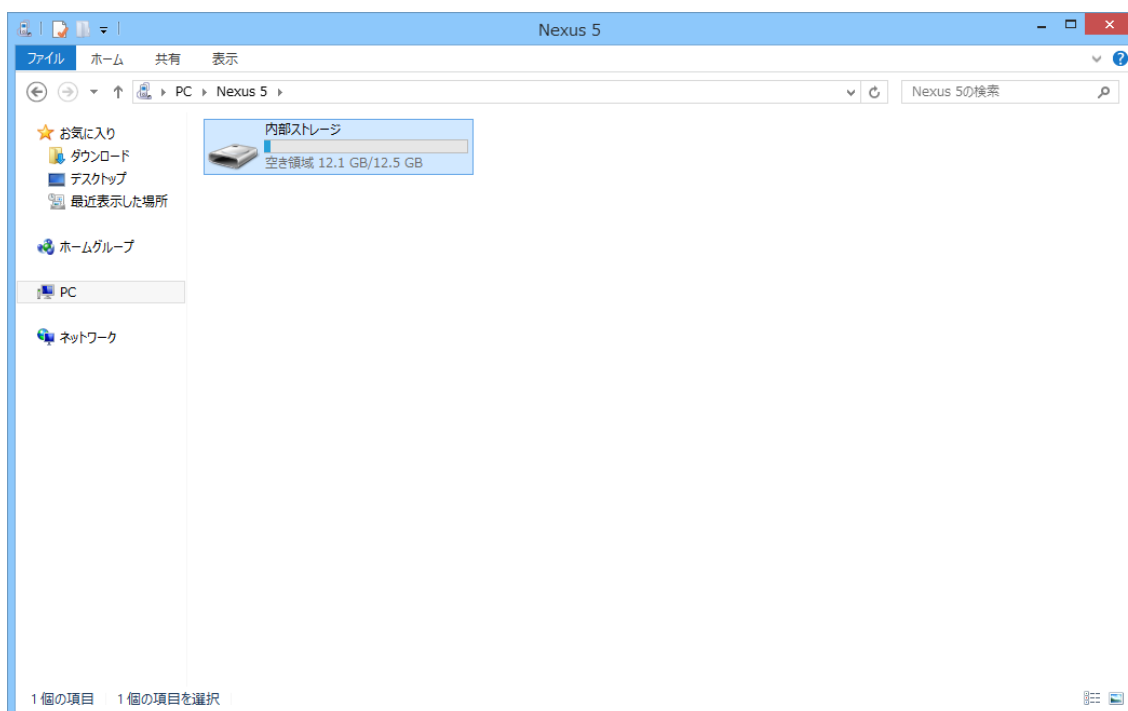 Nexus 5
ファイル ホーム 共有 表示
PC Nexus 5 Nexus 5の検索
お気に入り
ダウンロード
デスクトップ
最近表示した場所
ホームグループ
PC
ネットワーク
内部ストレージ
空き領域 12.1 GB/12.5 GB
1 個の項目 1 個の項目を選択